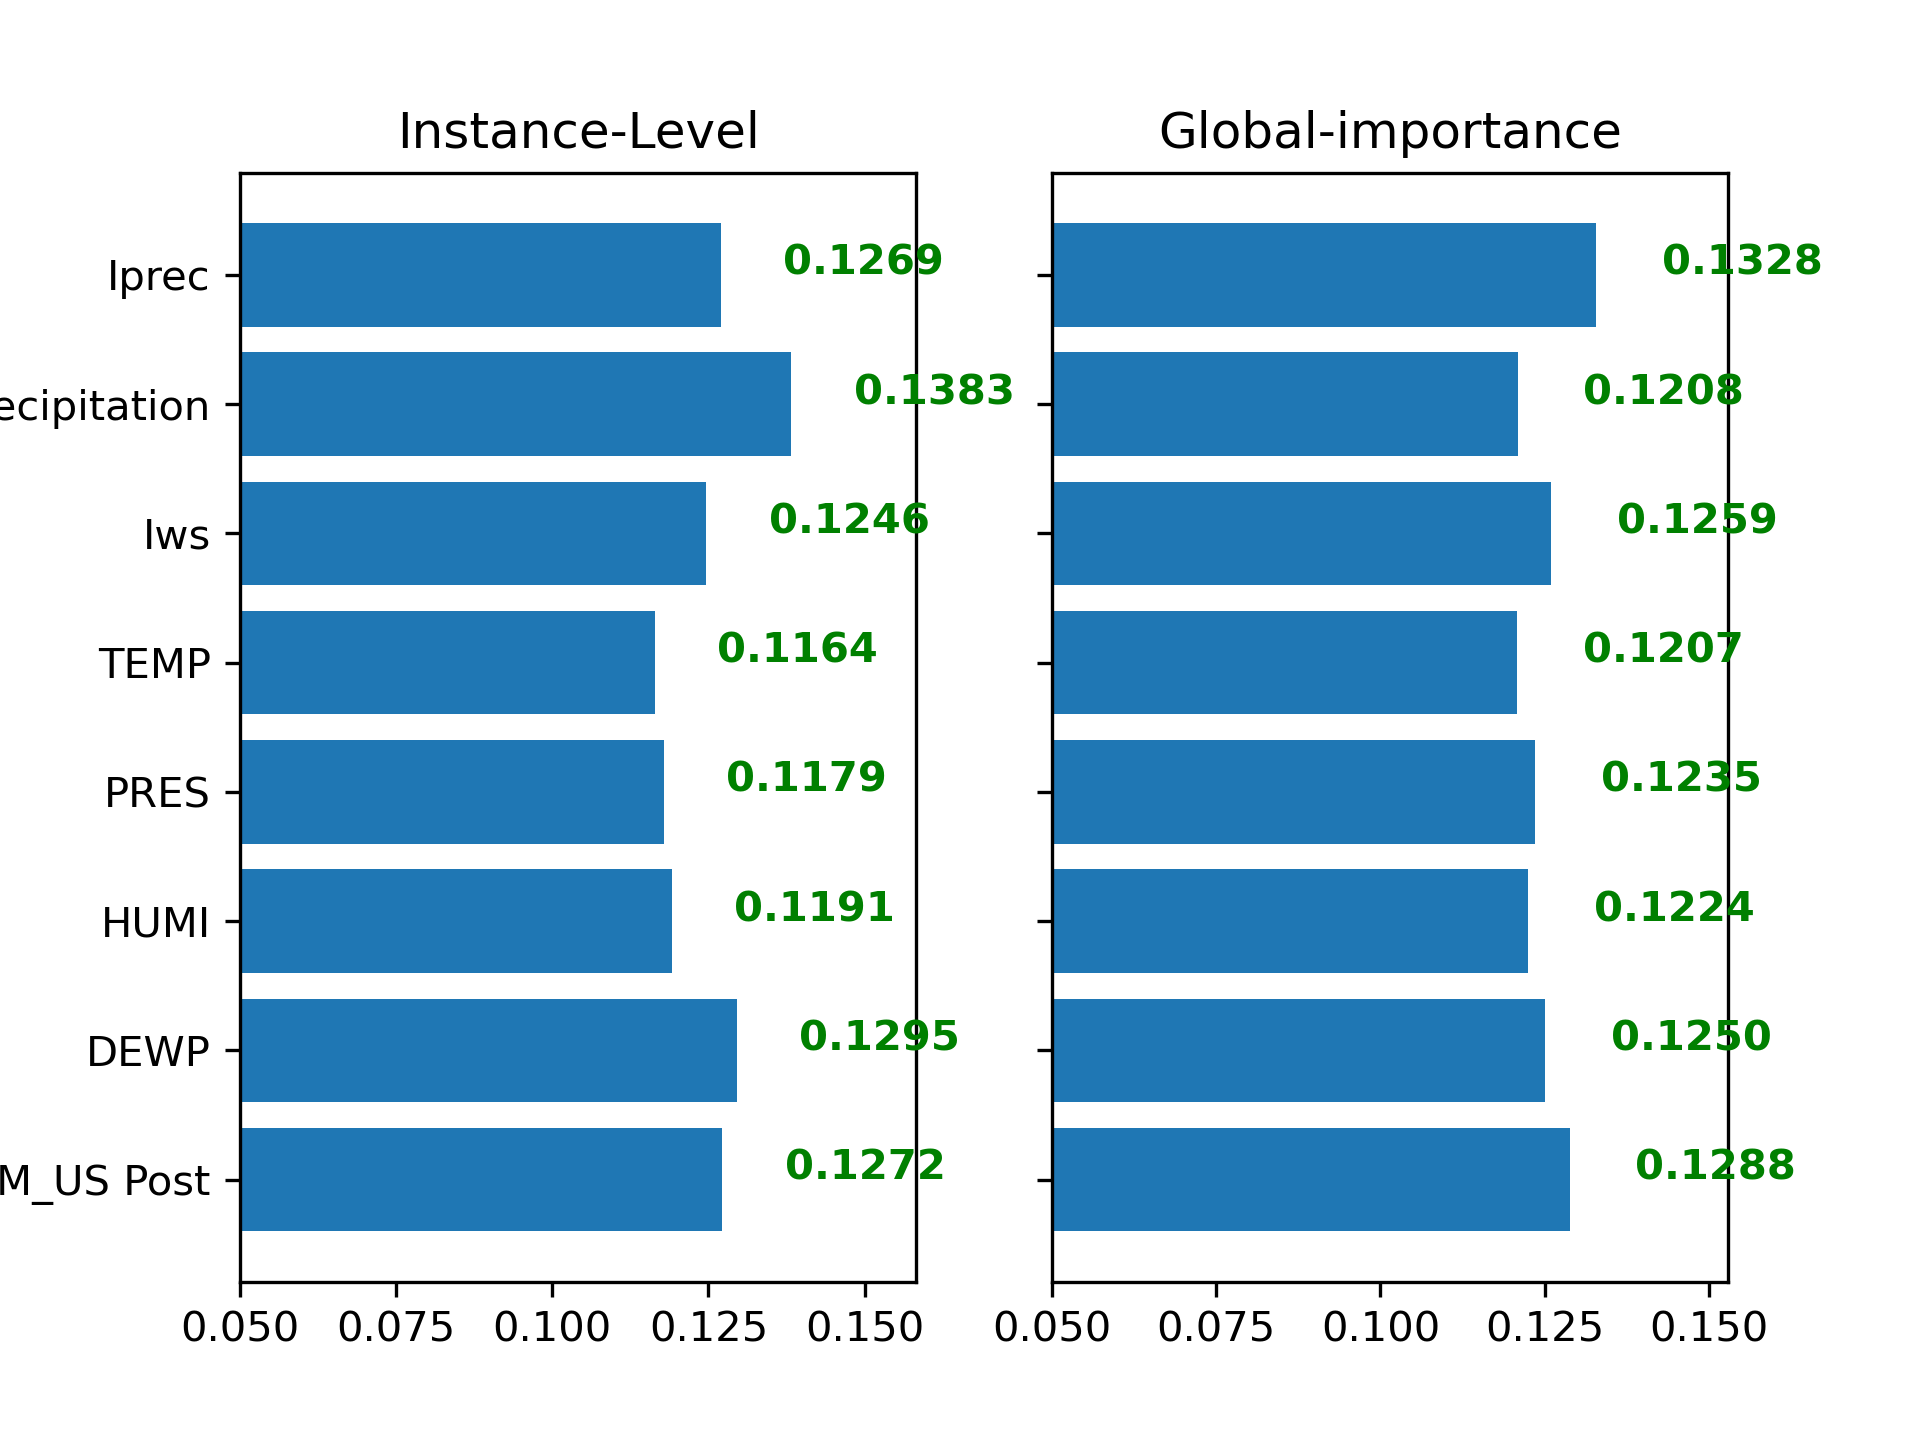 Instance-Level
Global-importance
Iprec
ecipitation
Iws
TEMP
PRES
HUMI
DEWP
M_US Post
0.1269
0.1383
0.1246
0.1164
0.1179
0.1191
0.1295
0.1272
0.1328
0.1208
0.1259
0.1207
0.1235
0.1224
0.1250
0.1288
0.050 0.075 0.100 0.125 0.150
0.050 0.075 0.100 0.125 0.150